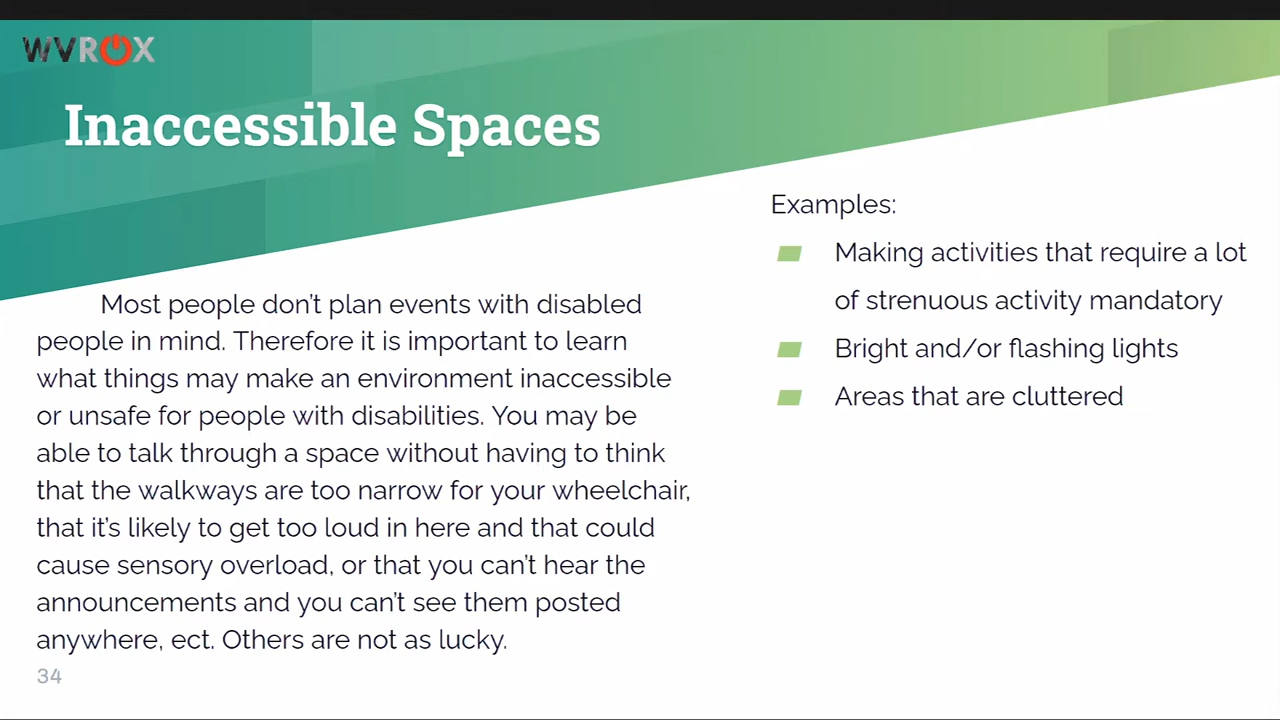 WVROX
Inaccessible Spaces
Most people don't plan events with disabled
people in mind. Therefore it is important to learn
what things may make an environment inaccessible
or unsafe for people with disabilities. You may be
able to talk through a space without having to think
that the walkways are too narrow for your wheelchair,
that it's likely to get too loud in here and that could
cause sensory overload, or that you can't hear the
announcements and you can't see them posted
anywhere, ect. Others are not as lucky.
34
Examples:
Making activities that require a lot
of strenuous activity mandatory
Bright and/or flashing lights
Areas that are cluttered